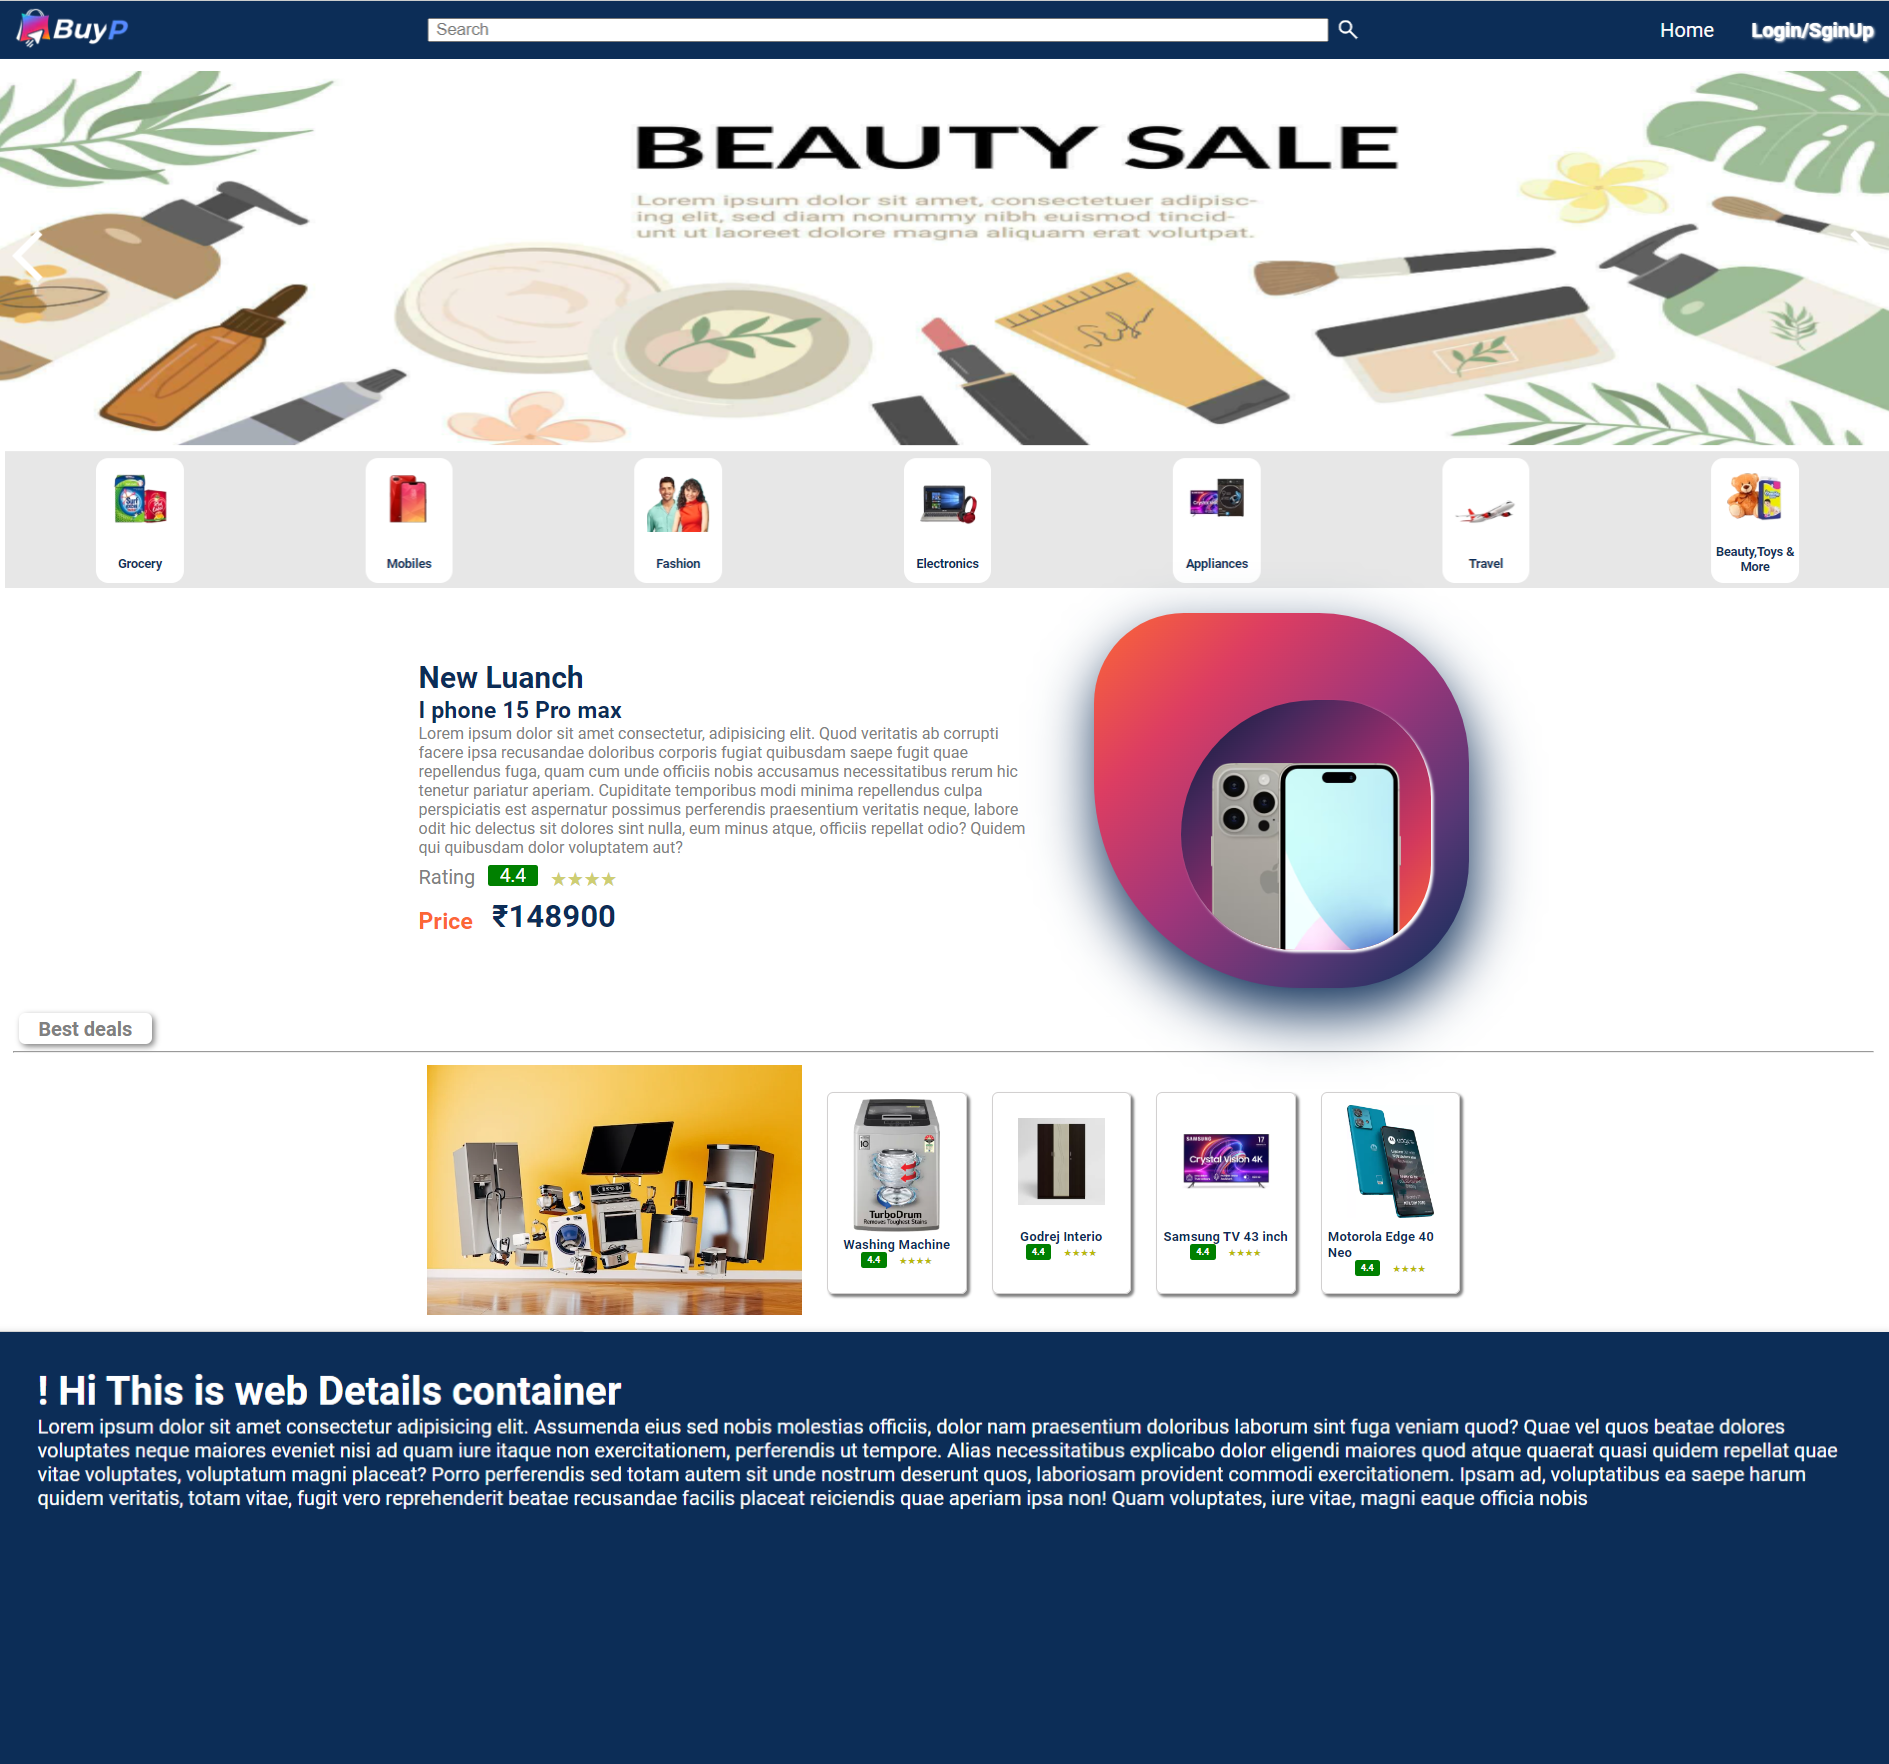 BuyP
Search
Home
Login/SginUp
BEAUTY SALE
Lorem ipsum dolor sit amet, consectetuer adipisc-
ing elit, sed diam nonummy nibh euismod tincid-
unt ut laoreet dolore magna aliquam erat volutpat.
Grocery
Mobiles
Fashion
Electronics
Appliances
Travel
Beauty,Toys &
More
New Luanch
I phone 15 Pro max
Lorem ipsum dolor sit amet consectetur, adipisicing elit. Quod veritatis ab corrupti
facere ipsa recusandae doloribus corporis fugiat quibusdam saepe fugit quae
repellendus fuga, quam cum unde officiis nobis accusamus necessitatibus rerum hic
tenetur pariatur aperiam. Cupiditate temporibus modi minima repellendus culpa
perspiciatis est aspernatur possimus perferendis praesentium veritatis neque, labore
odit hic delectus sit dolores sint nulla, eum minus atque, officiis repellat odio? Quidem
qui quibusdam dolor voluptatem aut?
Rating 4.4 ★★★★
Price ₹148900
Best deals
TurboDrum
Removes Toughest Stains
Washing Machine
4.4 ★★★★
Godrej Interio
4.4 ★★★★
SAMSUNG 17
Crystal Vision 4K
Samsung TV 43 inch
4.4 ★★★★
Motorola Edge 40
Neo
4.4 ★★★★
! Hi This is web Details container
Lorem ipsum dolor sit amet consectetur adipisicing elit. Assumenda eius sed nobis molestias officiis, dolor nam praesentium doloribus laborum sint fuga veniam quod? Quae vel quos beatae dolores
voluptates neque maiores eveniet nisi ad quam iure itaque non exercitationem, perferendis ut tempore. Alias necessitatibus explicabo dolor eligendi maiores quod atque quaerat quasi quidem repellat quae
vitae voluptates, voluptatum magni placeat? Porro perferendis sed totam autem sit unde nostrum deserunt quos, laboriosam provident commodi exercitationem. Ipsam ad, voluptatibus ea saepe harum
quidem veritatis, totam vitae, fugit vero reprehenderit beatae recusandae facilis placeat reiciendis quae aperiam ipsa non! Quam voluptates, iure vitae, magni eaque officia nobis